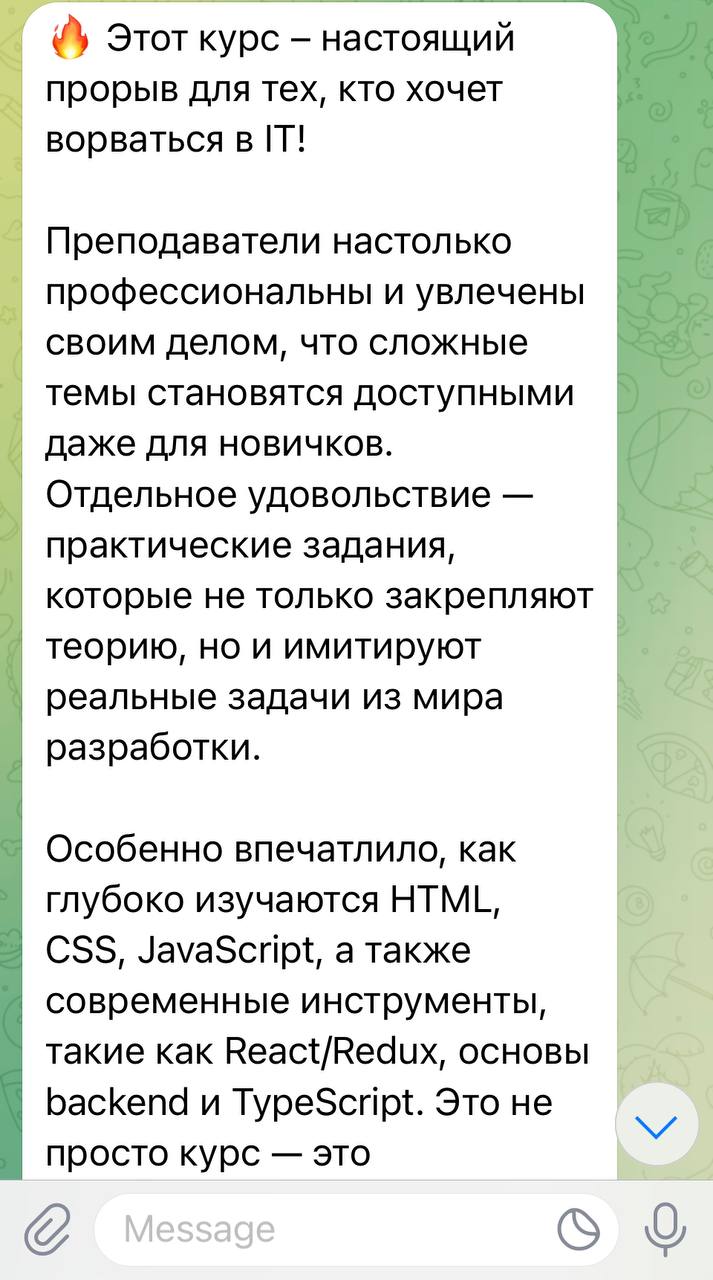 🔥 Этот курс – настоящий
прорыв для тех, кто хочет
ворваться в IT!
Преподаватели настолько
профессиональны и увлечены
своим делом, что сложные
темы становятся доступными
даже для новичков.
Отдельное удовольствие —
практические задания,
которые не только закрепляют
теорию, но и имитируют
реальные задачи из мира
разработки.
Особенно впечатлило, как
глубоко изучаются HTML,
CSS, JavaScript, а также
современные инструменты,
такие как React/Redux, основы
backend и TypeScript. Это не
просто курс — это
Message